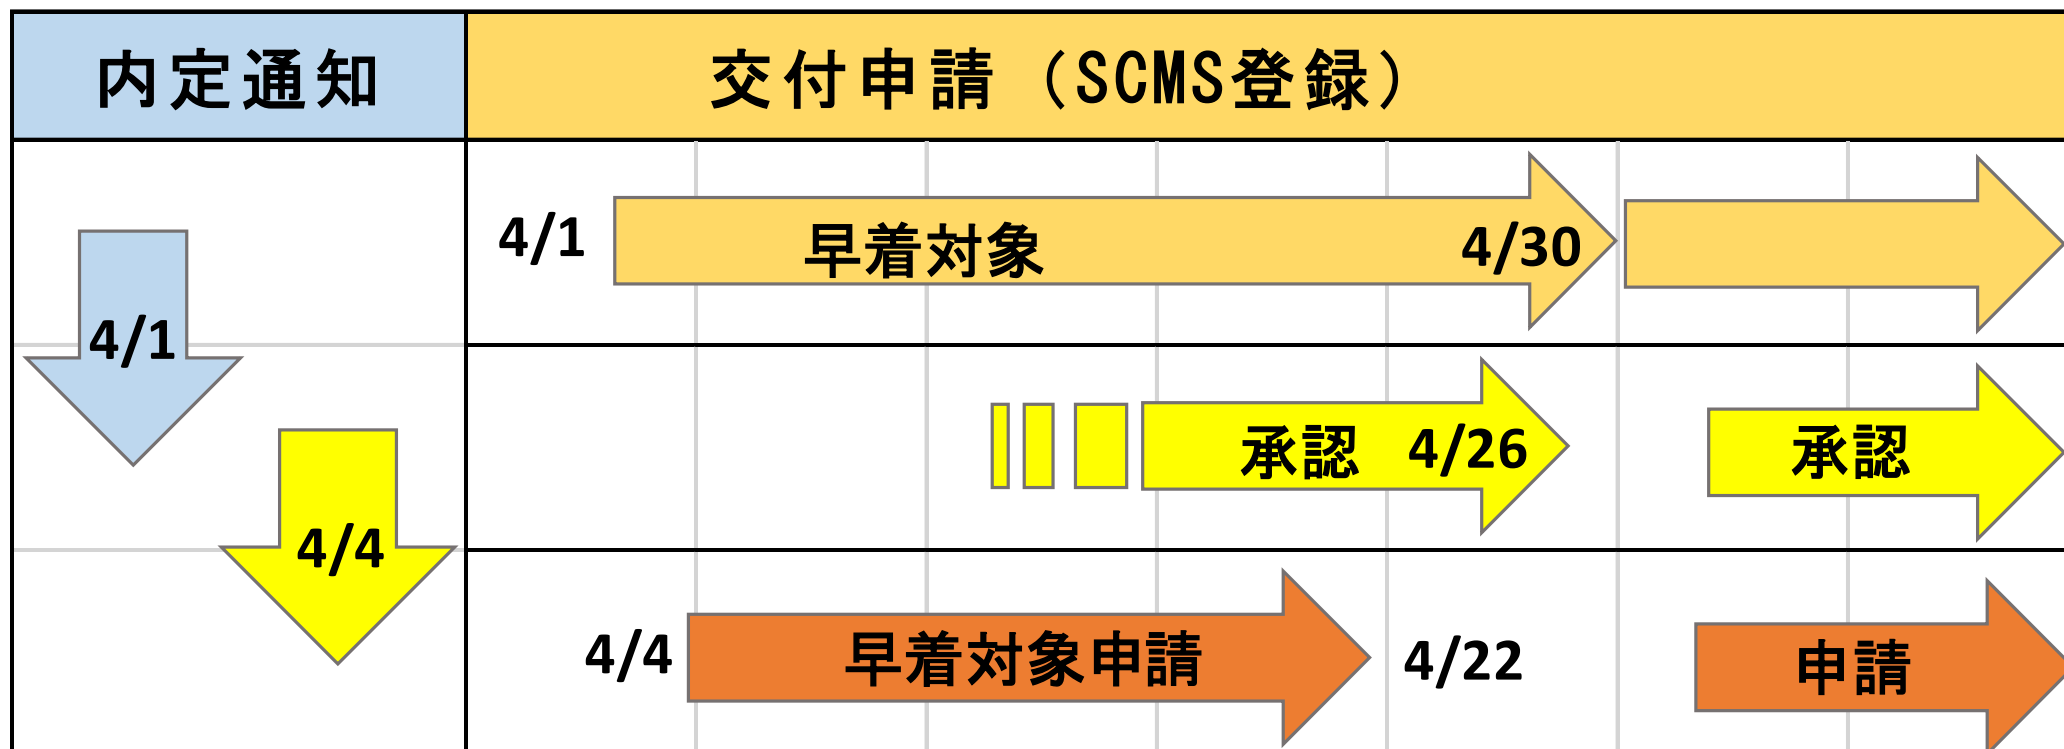 内定通知
交付申請（SCMS登録）
4/1
早着対象
4/30
4/1
承認
4/26
承認
4/4
4/4
早着対象申請
4/22
申請